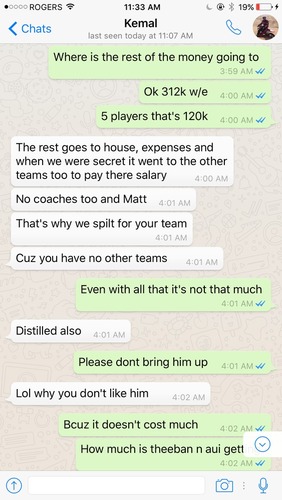 ROGERS
11:33 AM
19%
Chats
Kemal
last seen today at 11:07 AM
Where is the rest of the money going to
3:59 AM
Ok 312k w/e
4:00 AM
5 players that's 120k
4:00 AM
The rest goes to house, expenses and
when we were secret it went to the other
teams too to pay there salary
4:00 AM
No coaches too and Matt
4:01 AM
That's why we spilt for your team
4:01 AM
Cuz you have no other teams
4:01 AM
Even with all that it's not that much
4:01 AM
Distilled also
4:01 AM
Please dont bring him up
4:01 AM
Lol why you don't like him
4:02 AM
Bcuz it doesn't cost much
4:02 AM
How much is theeban n aui gett
4:02 AM